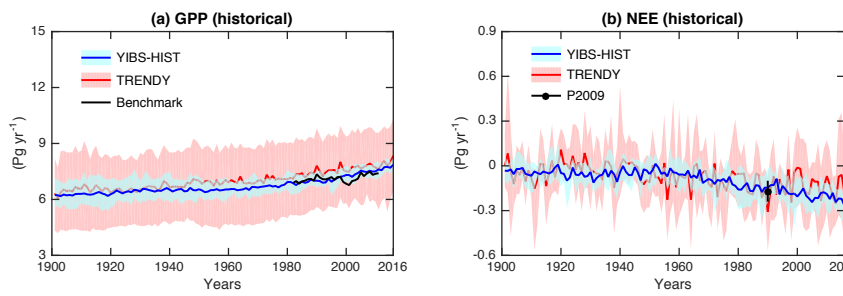 (a) GPP (historical)
15
12
9
6
3
(Pg yr⁻¹)
YIBS-HIST
TRENDY
Benchmark
1900 1920 1940 1960 1980 2000 2016
Years
(b) NEE (historical)
0.9
0.6
0.3
0
-0.3
-0.6
(Pg yr⁻¹)
YIBS-HIST
TRENDY
P2009
1900 1920 1940 1960 1980 2000
Years